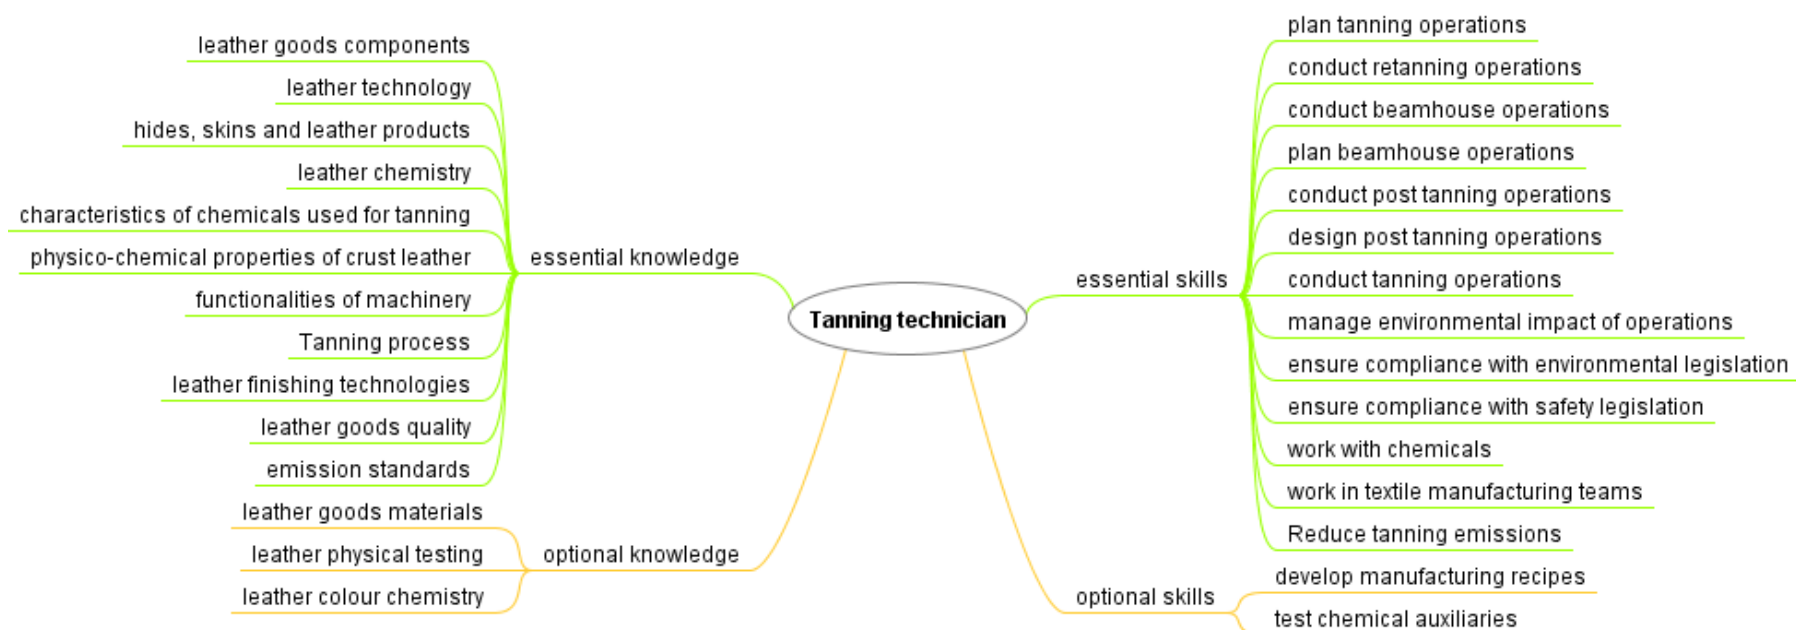 leather goods components
leather technology
hides, skins and leather products
leather chemistry
characteristics of chemicals used for tanning
physico-chemical properties of crust leather
functionalities of machinery
Tanning process
leather finishing technologies
leather goods quality
emission standards
essential knowledge
leather goods materials
leather physical testing
leather colour chemistry
optional knowledge
Tanning technician
essential skills
plan tanning operations
conduct retanning operations
conduct beamhouse operations
plan beamhouse operations
conduct post tanning operations
design post tanning operations
conduct tanning operations
manage environmental impact of operations
ensure compliance with environmental legislation
ensure compliance with safety legislation
work with chemicals
work in textile manufacturing teams
Reduce tanning emissions
optional skills
develop manufacturing recipes
test chemical auxiliaries